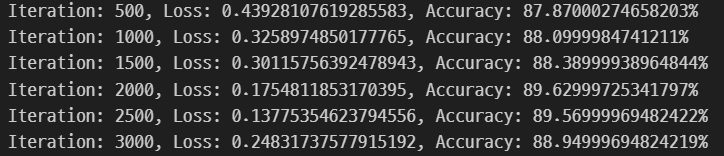 Iteration: 500, Loss: 0.43928107619285583, Accuracy: 87.87000274658203%
Iteration: 1000, Loss: 0.3258974850177765, Accuracy: 88.0999984741211%
Iteration: 1500, Loss: 0.30115756392478943, Accuracy: 88.38999938964844%
Iteration: 2000, Loss: 0.1754811853170395, Accuracy: 89.62999725341797%
Iteration: 2500, Loss: 0.13775354623794556, Accuracy: 89.56999969482422%
Iteration: 3000, Loss: 0.24831737577915192, Accuracy: 88.94999694824219%